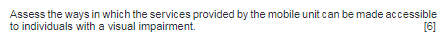 Assess the ways in which the services provided by the mobile unit can be made accessible
to individuals with a visual impairment. [6]